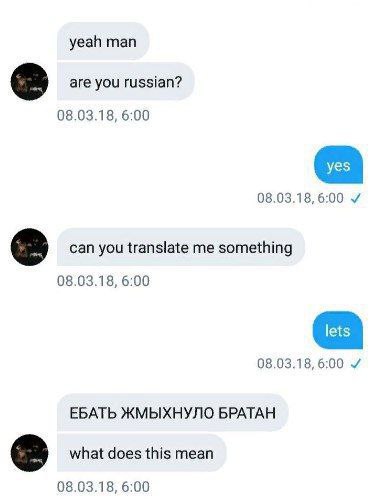 yeah man
are you russian?
08.03.18, 6:00
yes
08.03.18, 6:00 ✓
can you translate me something
08.03.18, 6:00
lets
08.03.18, 6:00 ✓
ЕБАТЬ ЖМЫХНУЛО БРАТАН
what does this mean
08.03.18, 6:00